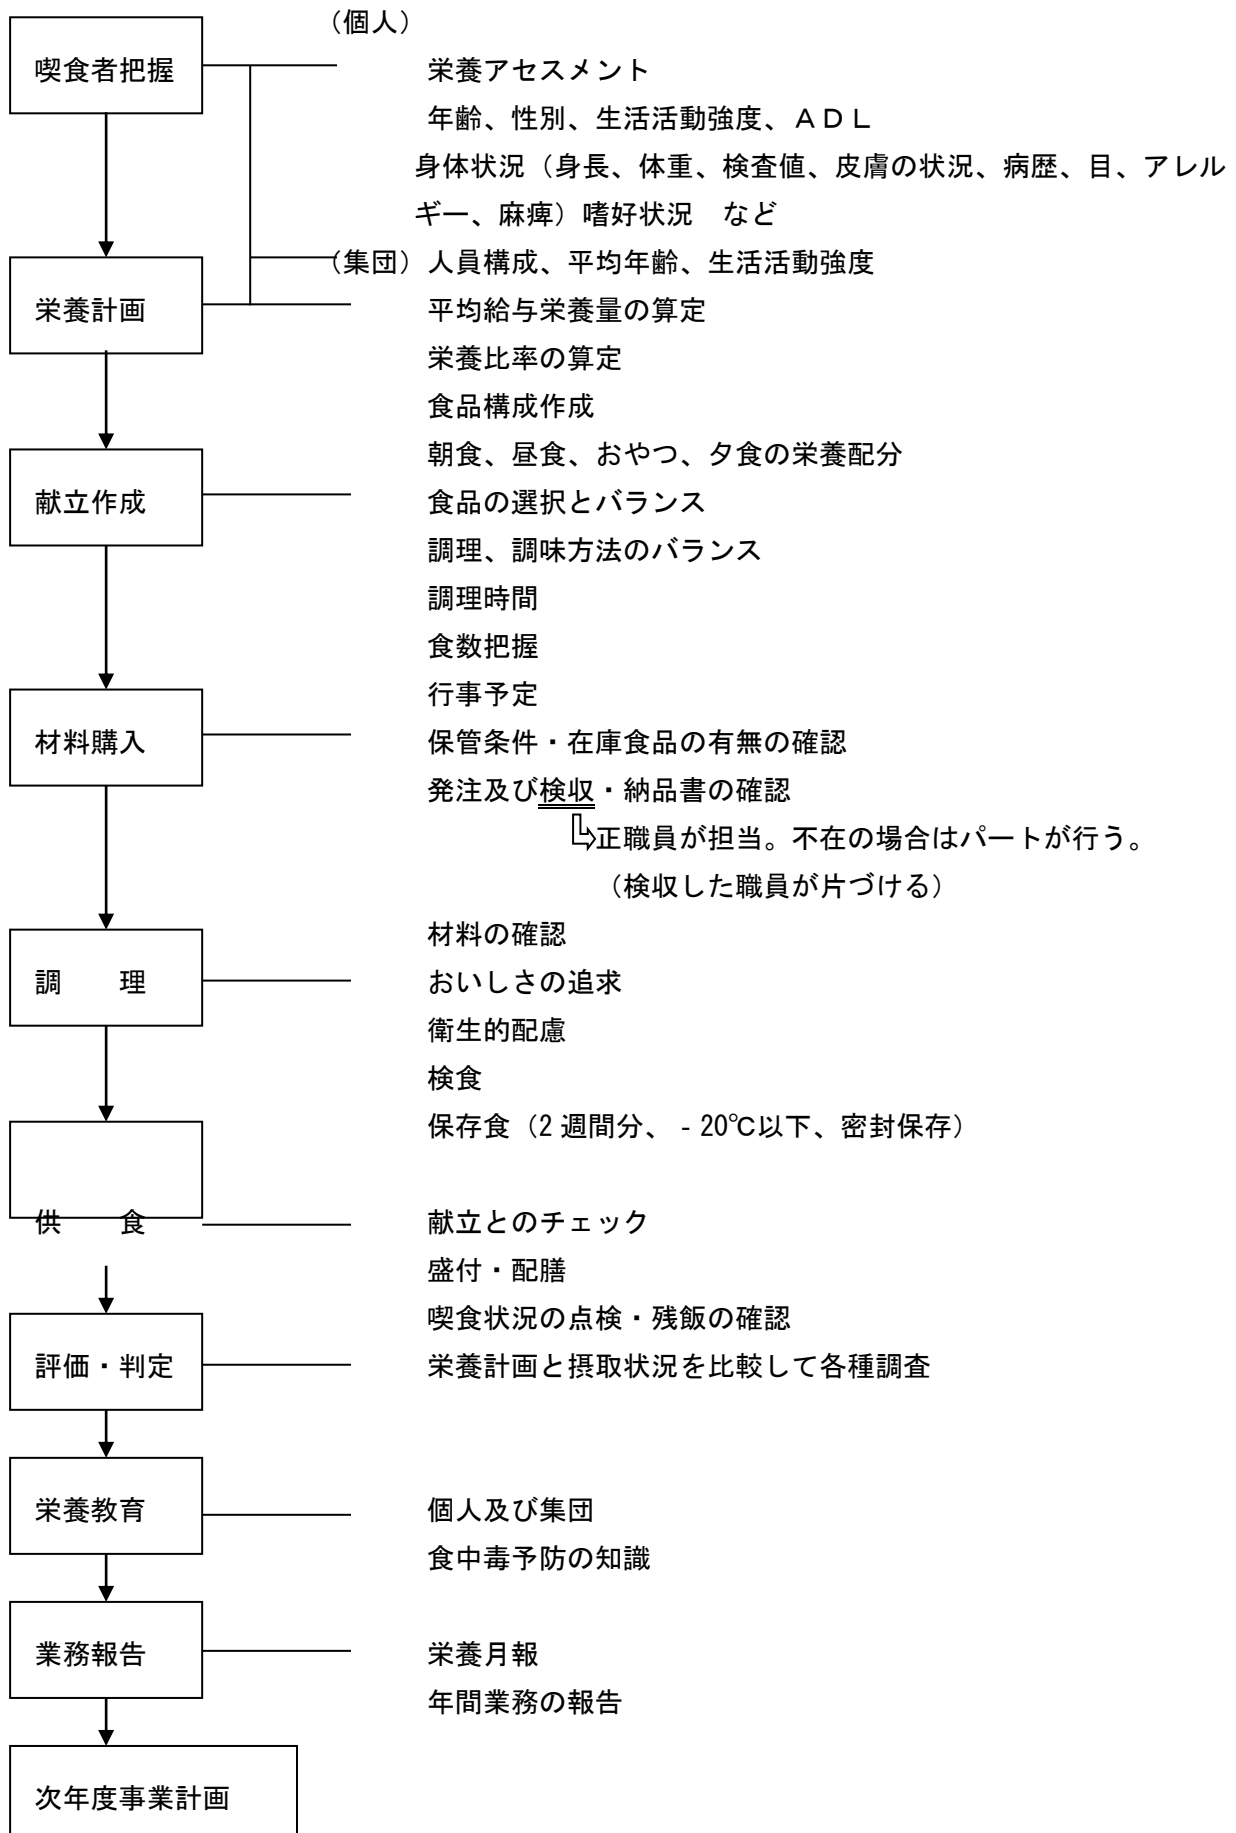 （個人）
喫食者把握
栄養アセスメント
年齢、性別、生活活動強度、ＡＤＬ
身体状況（身長、体重、検査値、皮膚の状況、病歴、目、アレル
ギー、麻痺）嗜好状況　など
（集団）人員構成、平均年齢、生活活動強度
栄養計画
平均給与栄養量の算定
栄養比率の算定
食品構成作成
朝食、昼食、おやつ、夕食の栄養配分
献立作成
食品の選択とバランス
調理、調味方法のバランス
調理時間
食数把握
行事予定
材料購入
保管条件・在庫食品の有無の確認
発注及び検収・納品書の確認
正職員が担当。不在の場合はパートが行う。
（検収した職員が片づける）
材料の確認
調　　理
おいしさの追求
衛生的配慮
検食
保存食（2 週間分、‐20℃以下、密封保存）
供　　食
献立とのチェック
盛付・配膳
喫食状況の点検・残飯の確認
評価・判定
栄養計画と摂取状況を比較して各種調査
栄養教育
個人及び集団
食中毒予防の知識
業務報告
栄養月報
年間業務の報告
次年度事業計画